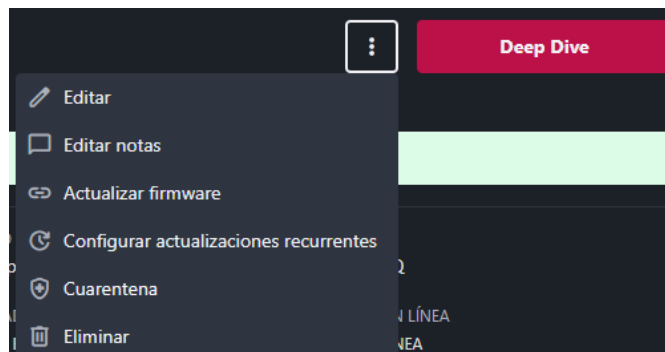 Deep Dive
Editar
Editar notas
Actualizar firmware
Configurar actualizaciones recurrentes
Cuarentena
N LÍNEA
Eliminar
NEA